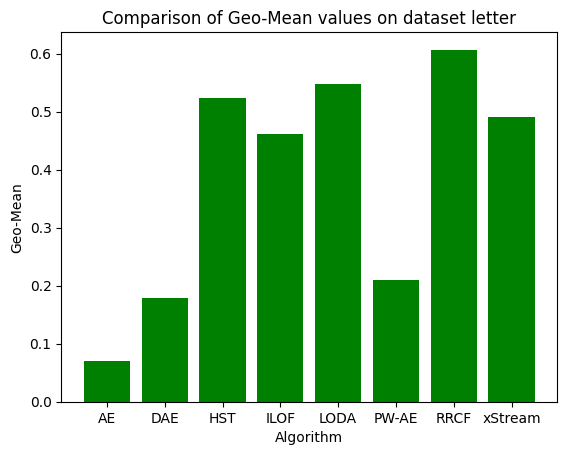 Comparison of Geo-Mean values on dataset letter
0.6
0.5
0.4
0.3
0.2
0.1
0.0
Geo-Mean
AE DAE HST ILOF LODA PW-AE RRCF xStream
Algorithm